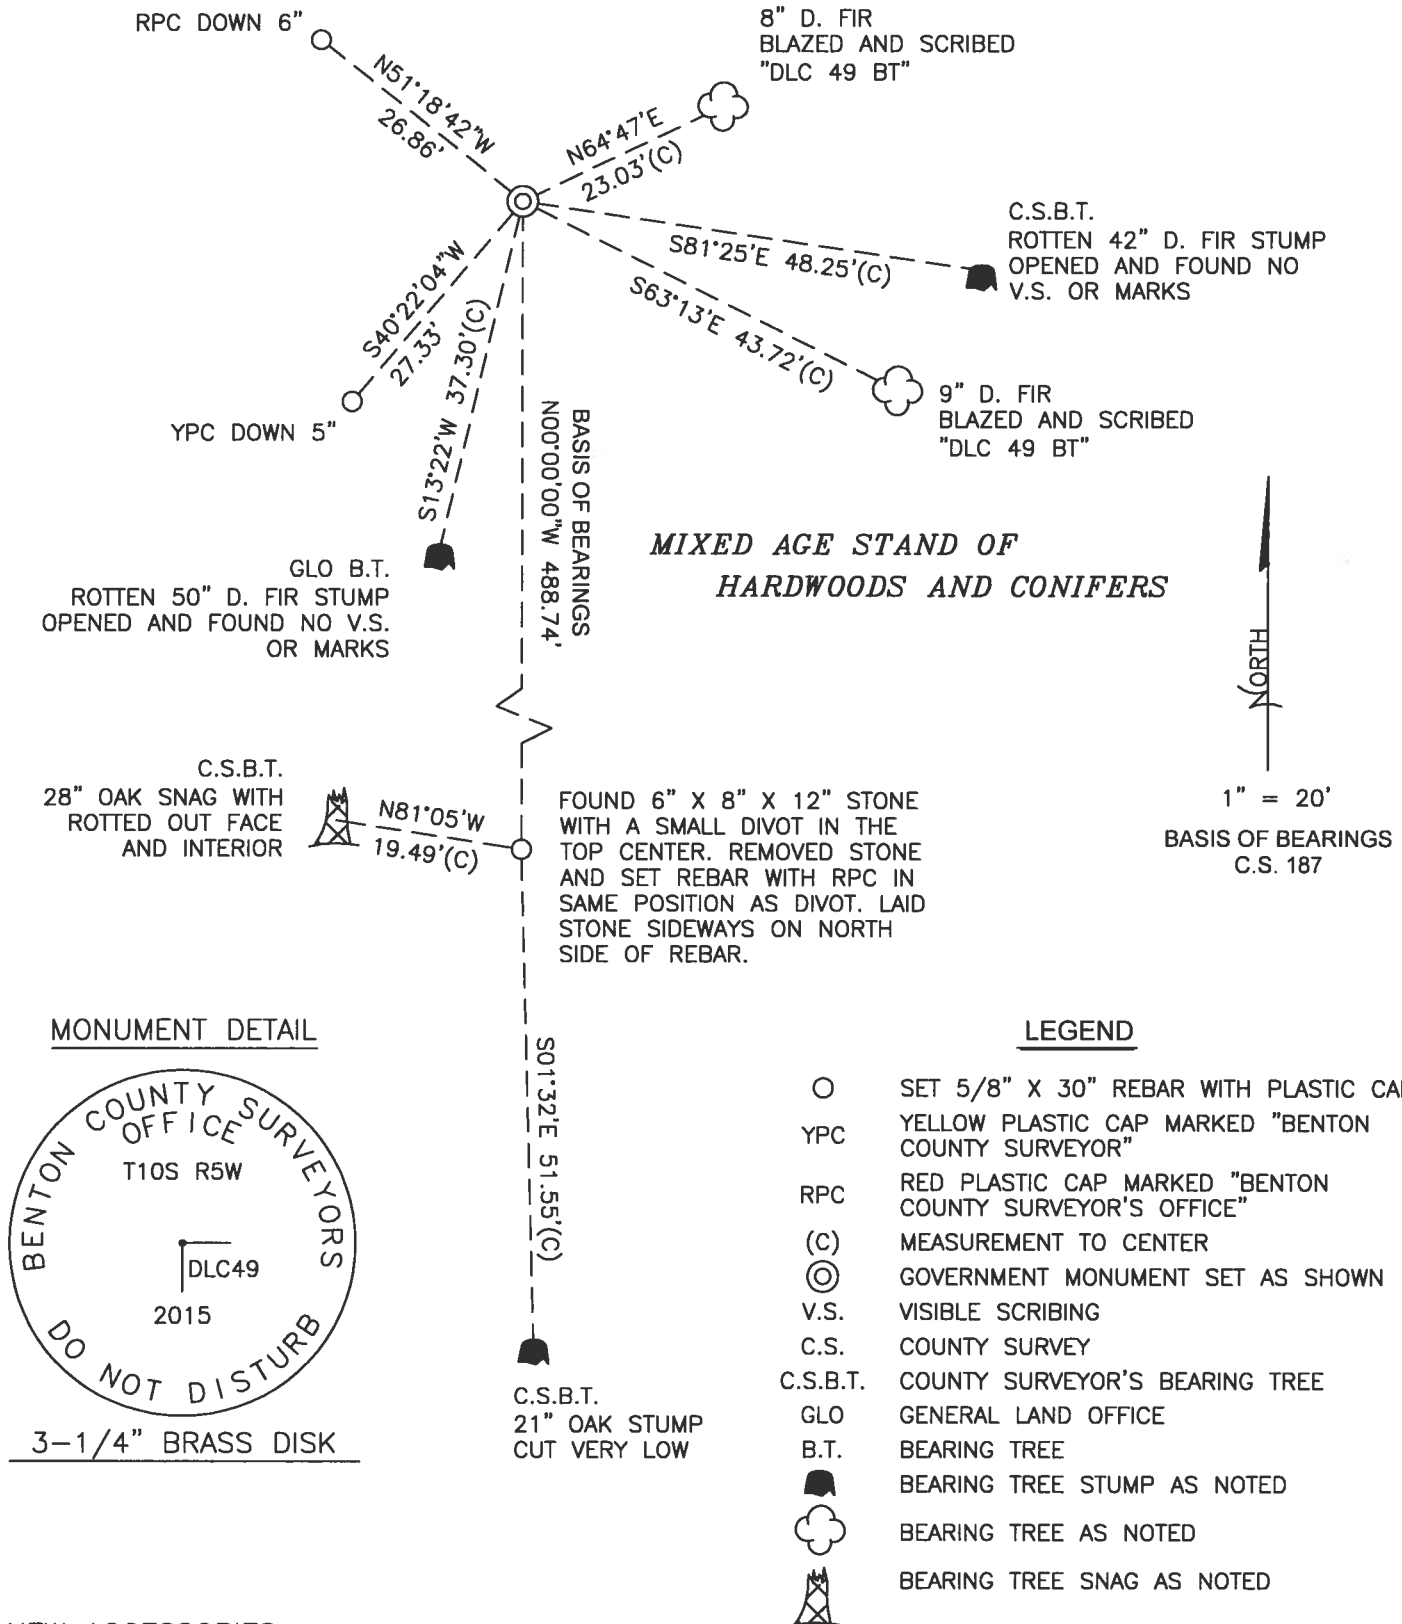 RPC DOWN 6"
N51°18'42"W
26.86'
8" D. FIR
BLAZED AND SCRIBED
"DLC 49 BT"
N64°47'E
23.03'(C)
C.S.B.T.
ROTTEN 42" D. FIR STUMP
OPENED AND FOUND NO
V.S. OR MARKS
S81°25'E 48.25'(C)
S63°13'E 43.72'(C)
9" D. FIR
BLAZED AND SCRIBED
"DLC 49 BT"
S40°22'04"W
27.33'
YPC DOWN 5"
S13°22'W 37.30'(C)
GLO B.T.
ROTTEN 50" D. FIR STUMP
OPENED AND FOUND NO V.S.
OR MARKS
BASIS OF BEARINGS
N00°00'00"W 488.74'
MIXED AGE STAND OF
HARDWOODS AND CONIFERS
NORTH
1" = 20'
BASIS OF BEARINGS
C.S. 187
C.S.B.T.
28" OAK SNAG WITH
ROTTED OUT FACE
AND INTERIOR
N81°05'W
19.49'(C)
FOUND 6" X 8" X 12" STONE
WITH A SMALL DIVOT IN THE
TOP CENTER. REMOVED STONE
AND SET REBAR WITH RPC IN
SAME POSITION AS DIVOT. LAID
STONE SIDEWAYS ON NORTH
SIDE OF REBAR.
S01°32'E 51.55'(C)
C.S.B.T.
21" OAK STUMP
CUT VERY LOW
MONUMENT DETAIL
BENTON COUNTY SURVEYORS
OFFICE
T10S R5W
DLC49
2015
DO NOT DISTURB
3-1/4" BRASS DISK
LEGEND
SET 5/8" X 30" REBAR WITH PLASTIC CA
YPC YELLOW PLASTIC CAP MARKED "BENTON
COUNTY SURVEYOR"
RPC RED PLASTIC CAP MARKED "BENTON
COUNTY SURVEYOR'S OFFICE"
(C) MEASUREMENT TO CENTER
GOVERNMENT MONUMENT SET AS SHOWN
V.S. VISIBLE SCRIBING
C.S. COUNTY SURVEY
C.S.B.T. COUNTY SURVEYOR'S BEARING TREE
GLO GENERAL LAND OFFICE
B.T. BEARING TREE
BEARING TREE STUMP AS NOTED
BEARING TREE AS NOTED
BEARING TREE SNAG AS NOTED